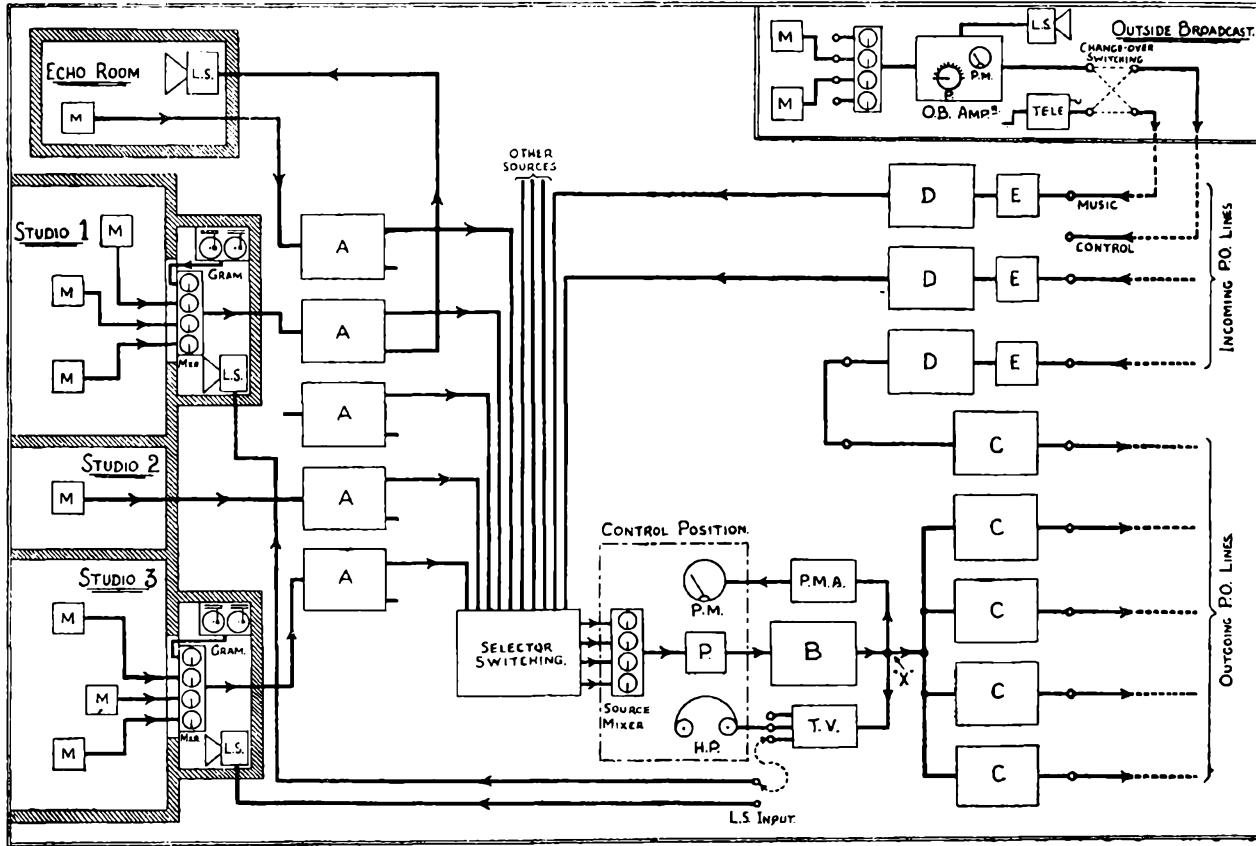 ECHO ROOM
L.S.
M
STUDIO 1
M
M
M
GRAM
MXR
L.S.
STUDIO 2
M
STUDIO 3
M
M
M
GRAM.
MXR
L.S.
A
A
A
A
A
OTHER
SOURCES
SELECTOR
SWITCHING.
CONTROL POSITION.
P.M.
SOURCE
MIXER
P.
H.P.
P.M.A.
B
T.V.
"X"
L.S. INPUT.
OUTSIDE BROADCAST.
M
M
L.S.
P.M.
P.
O.B. AMPR.
CHANGE-OVER
SWITCHING
TELE
D
E
MUSIC
CONTROL
D
E
D
E
INCOMING P.O. LINES
C
C
C
C
C
OUTGOING P.O. LINES.